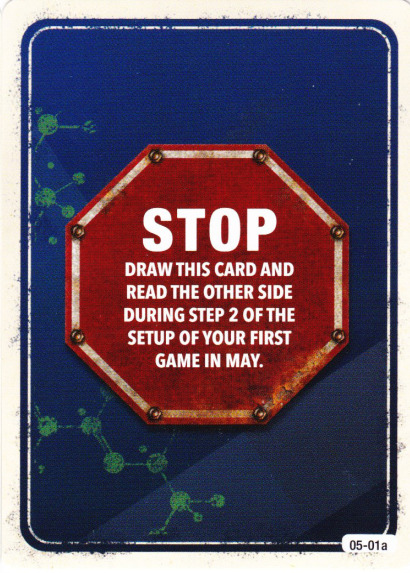 STOP
DRAW THIS CARD AND
READ THE OTHER SIDE
DURING STEP 2 OF THE
SETUP OF YOUR FIRST
GAME IN MAY.
05-01a